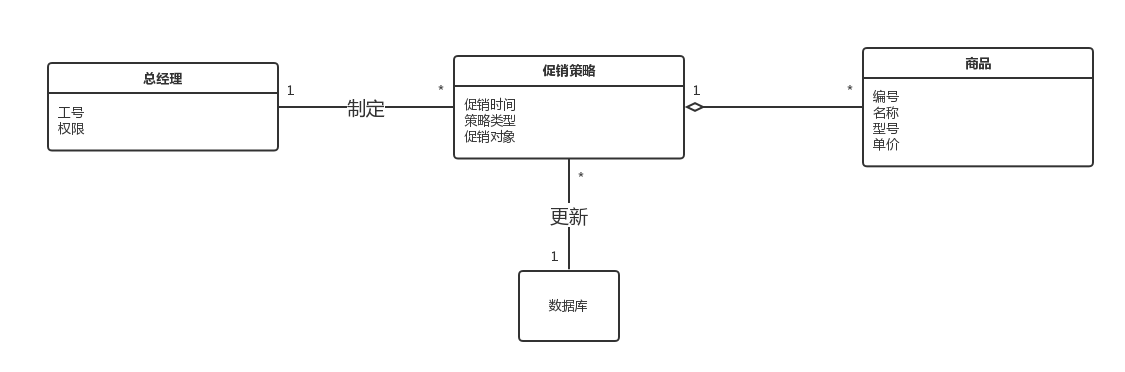 总经理
工号
权限
1
制定
*
促销策略
促销时间
策略类型
促销对象
1
*
商品
编号
名称
型号
单价
*
更新
1
数据库